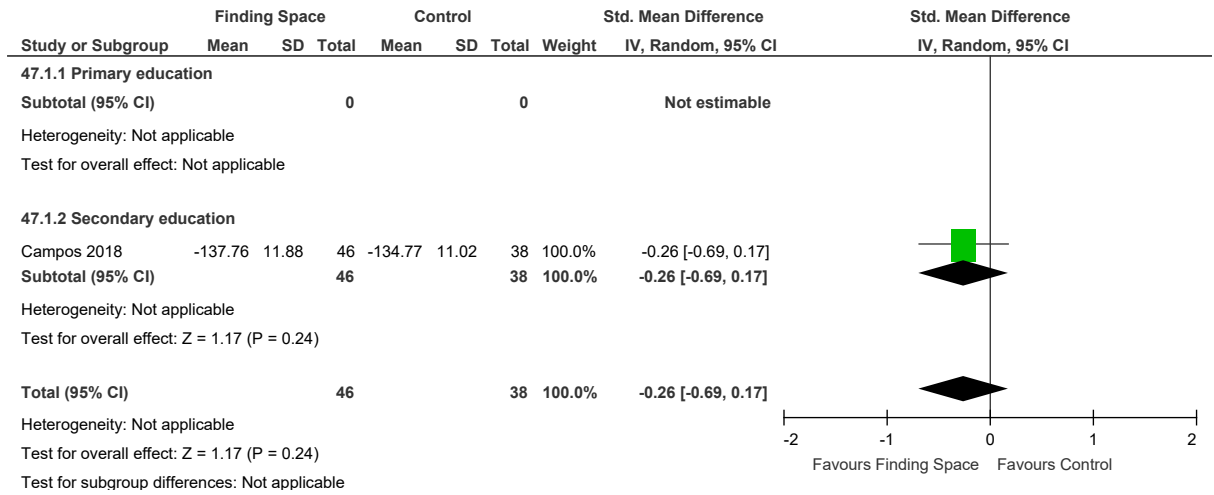 Finding Space Control Std. Mean Difference Std. Mean Difference
Study or Subgroup Mean SD Total Mean SD Total Weight IV, Random, 95% CI IV, Random, 95% CI
47.1.1 Primary education
Subtotal (95% CI) 0 0 Not estimable
Heterogeneity: Not applicable
Test for overall effect: Not applicable
47.1.2 Secondary education
Campos 2018 -137.76 11.88 46 -134.77 11.02 38 100.0% -0.26 [-0.69, 0.17]
Subtotal (95% CI) 46 38 100.0% -0.26 [-0.69, 0.17]
Heterogeneity: Not applicable
Test for overall effect: Z = 1.17 (P = 0.24)
Total (95% CI) 46 38 100.0% -0.26 [-0.69, 0.17]
Heterogeneity: Not applicable
Test for overall effect: Z = 1.17 (P = 0.24)
Test for subgroup differences: Not applicable
-2 -1 0 1 2
Favours Finding Space Favours Control